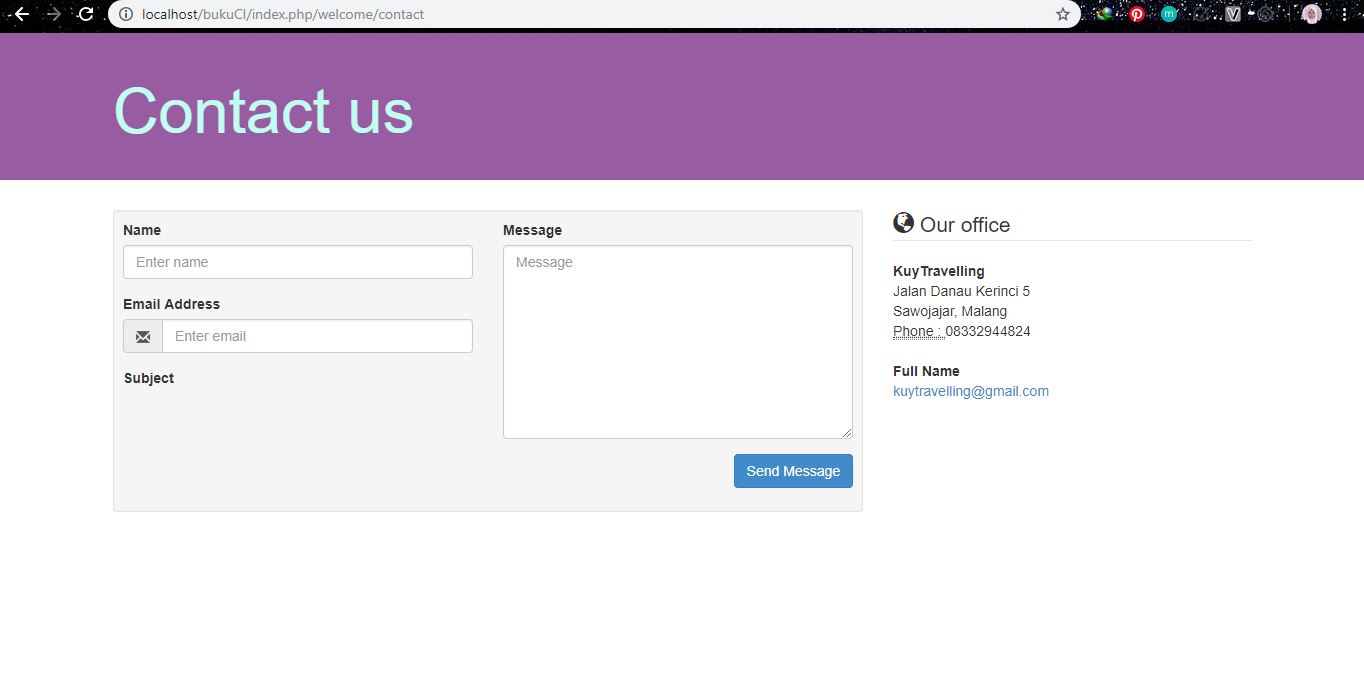 localhost/bukuCI/index.php/welcome/contact
Contact us
Name
Enter name
Email Address
Enter email
Subject
Message
Message
Send Message
Our office
KuyTravelling
Jalan Danau Kerinci 5
Sawojajar, Malang
Phone : 08332944824
Full Name
kuytravelling@gmail.com